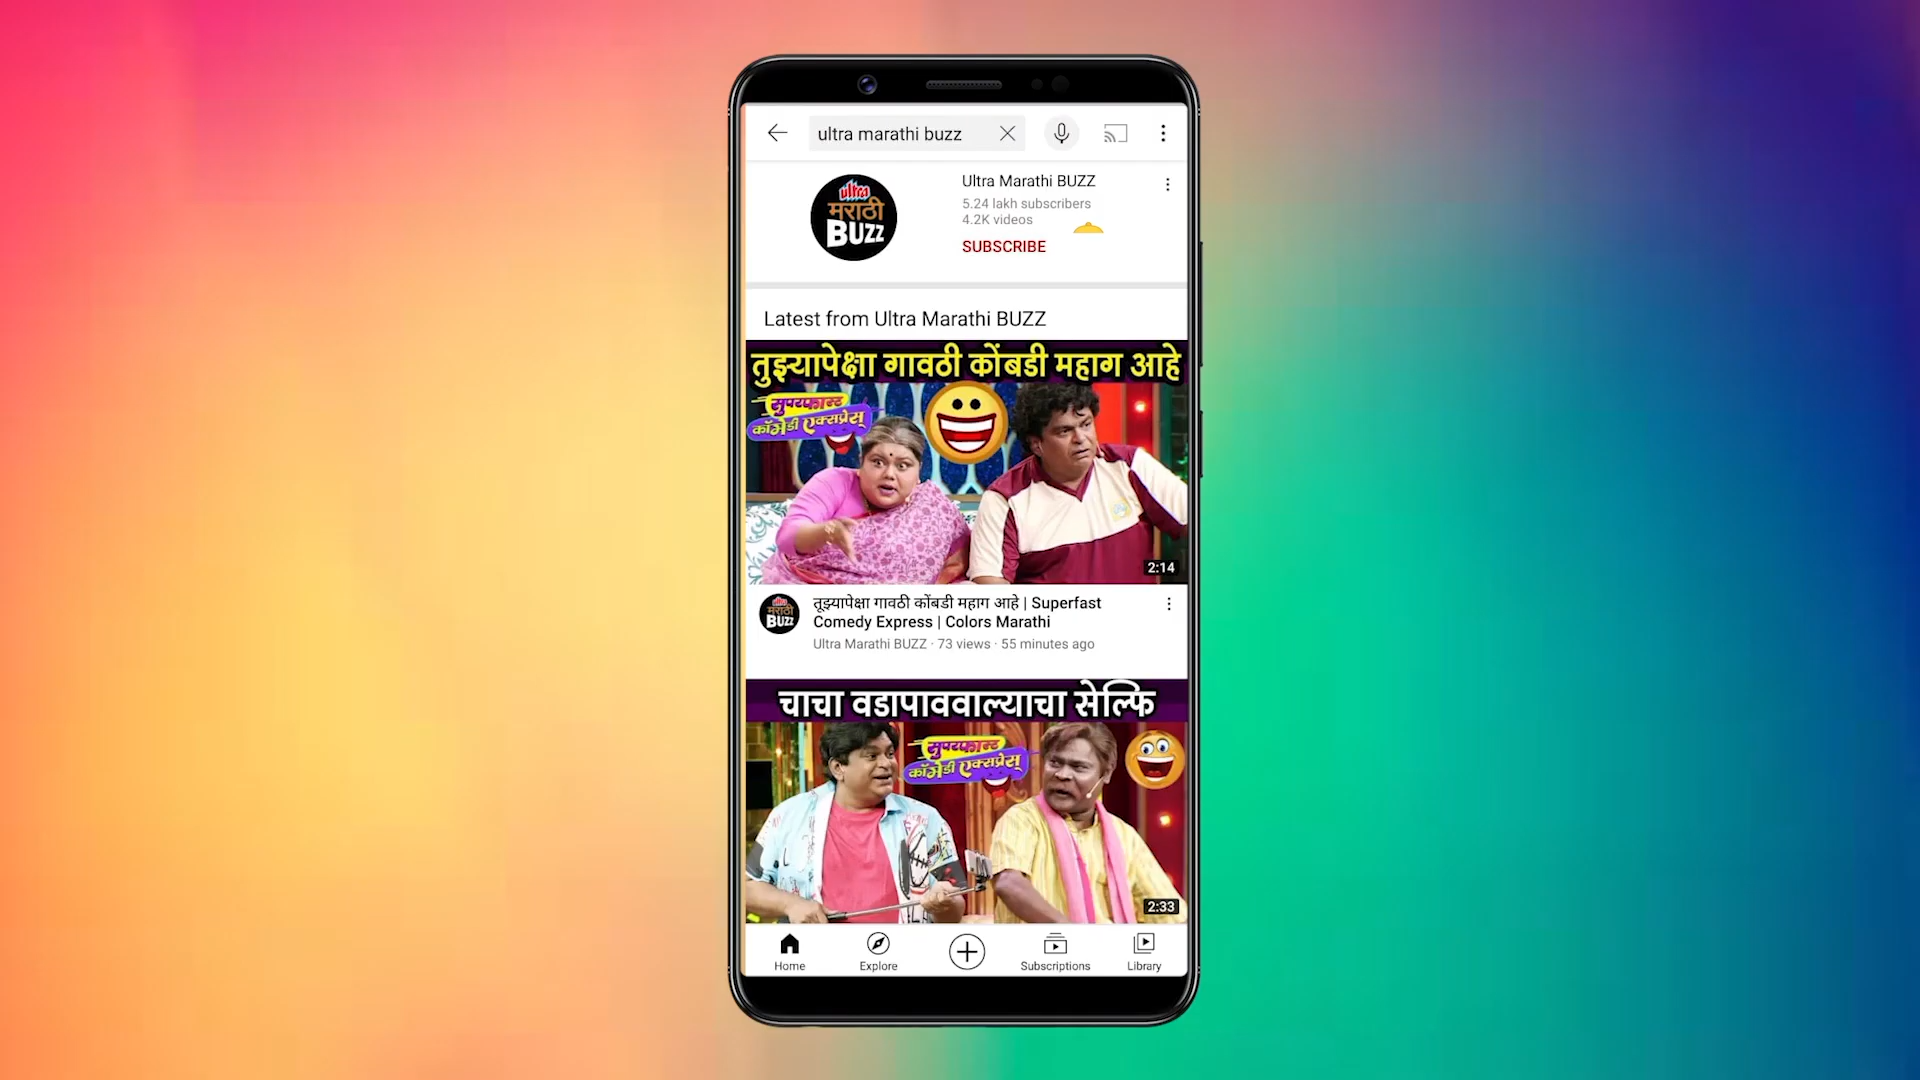 ultra marathi buzz
ultra
मराठी
BUZZ
Ultra Marathi BUZZ
5.24 lakh subscribers
4.2K videos
SUBSCRIBE
Latest from Ultra Marathi BUZZ
तुझ्यापेक्षा गावठी कोंबडी महाग आहे
सुपरफास्ट
कॉमेडी एक्सप्रेस्
2:14
ultra
मराठी
BUZZ
तूझ्यापेक्षा गावठी कोंबडी महाग आहे | Superfast
Comedy Express | Colors Marathi
Ultra Marathi BUZZ · 73 views · 55 minutes ago
चाचा वडापाववाल्याचा सेल्फि
सुपरफास्ट
कॉमेडी एक्सप्रेस्
2:33
Home
Explore
Subscriptions
Library